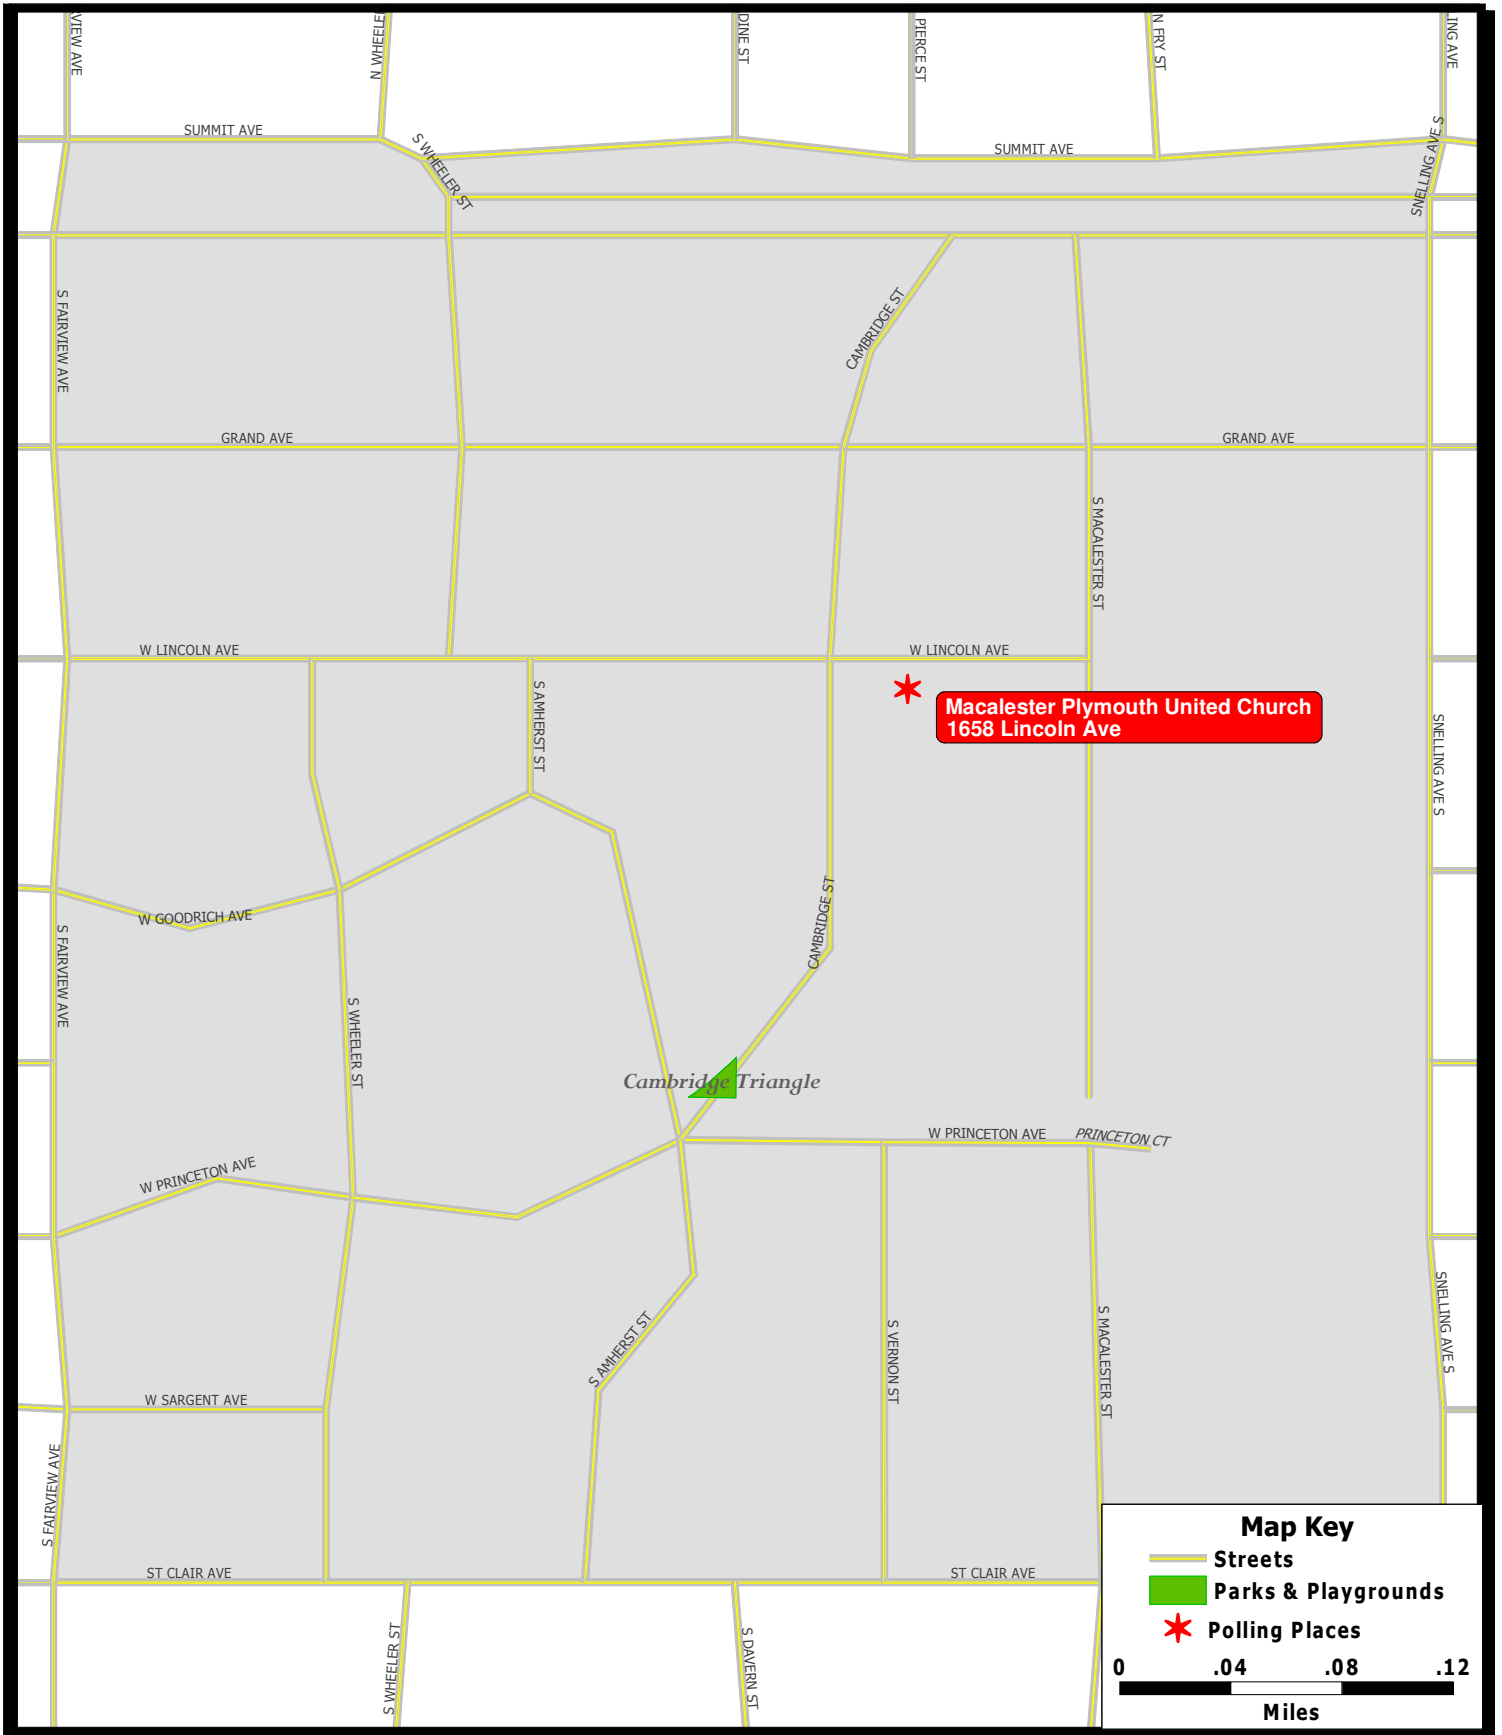 VIEW AVE
N WHEELE
DINE ST
PIERCE ST
N FRY ST
LING AVE
SUMMIT AVE
S WHEELER ST
SUMMIT AVE
SNELLING AVE S
S FAIRVIEW AVE
CAMBRIDGE ST
GRAND AVE
GRAND AVE
S MACALESTER ST
W LINCOLN AVE
W LINCOLN AVE
S AMHERST ST
Macalester Plymouth United Church
1658 Lincoln Ave
SNELLING AVE S
CAMBRIDGE ST
W GOODRICH AVE
S FAIRVIEW AVE
S WHEELER ST
Cambridge Triangle
W PRINCETON AVE
PRINCETON CT
W PRINCETON AVE
S AMHERST ST
S VERNON ST
S MACALESTER ST
SNELLING AVE S
W SARGENT AVE
S FAIRVIEW AVE
ST CLAIR AVE
ST CLAIR AVE
S WHEELER ST
S DAVERN ST
Map Key
Streets
Parks & Playgrounds
Polling Places
0 .04 .08 .12
Miles